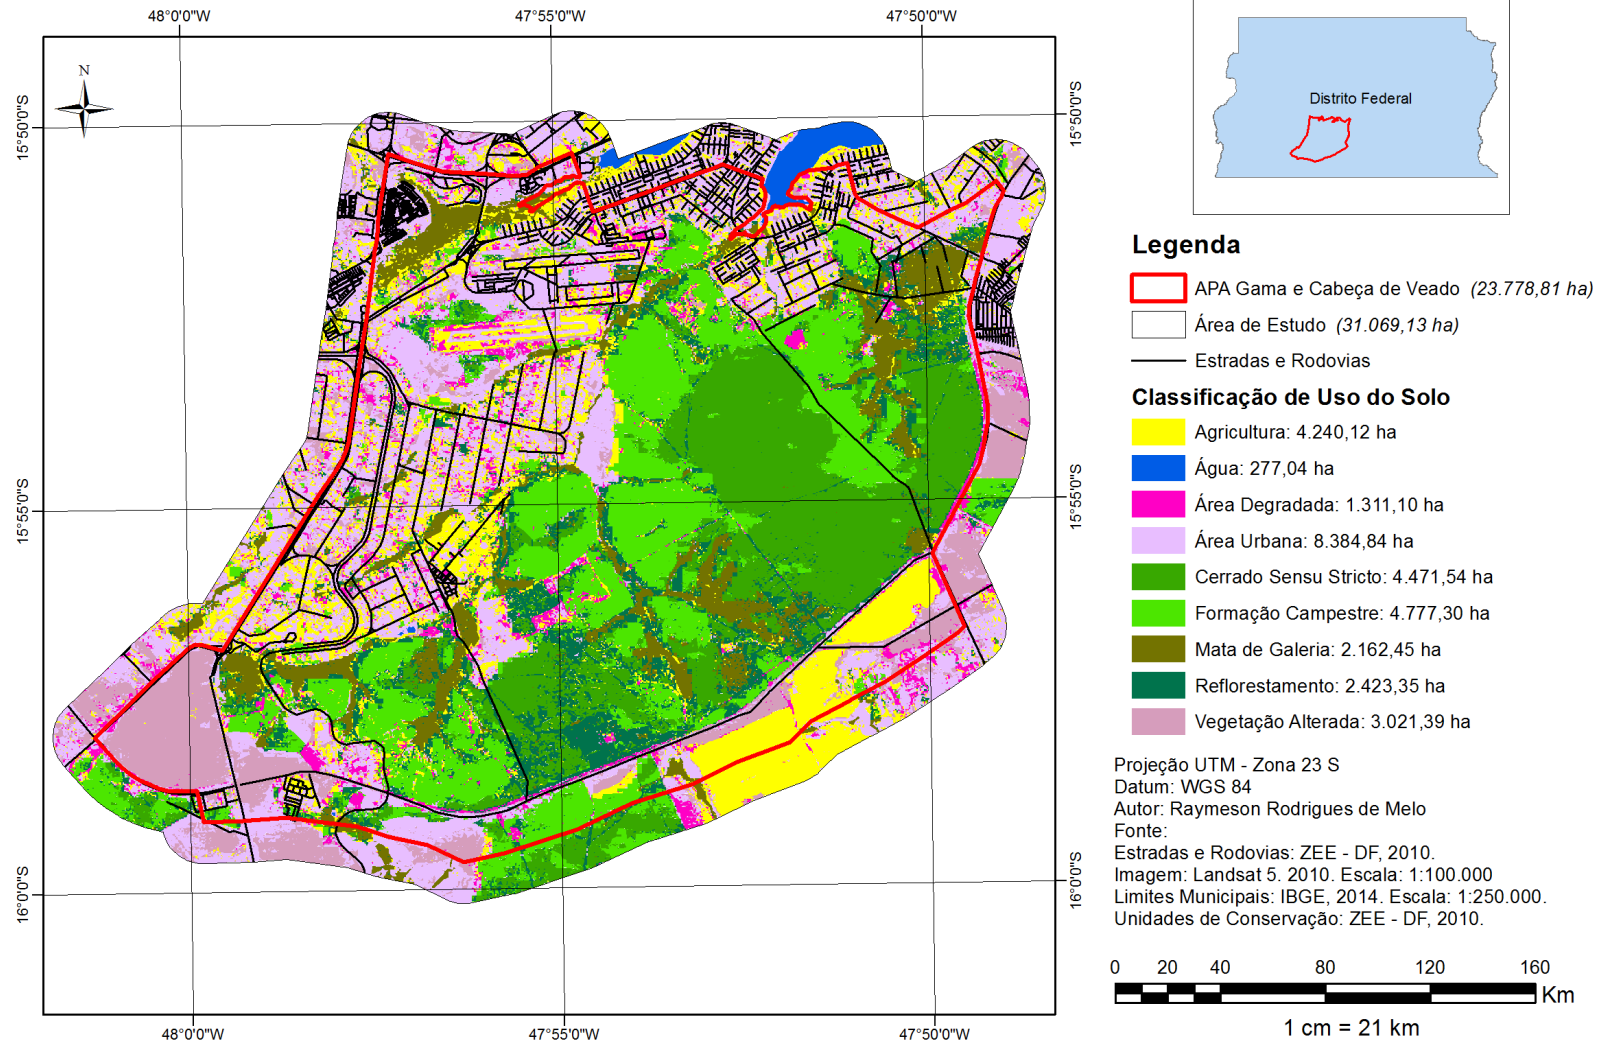 48°0'0"W
47°55'0"W
47°50'0"W
N
15°50'0"S
15°50'0"S
15°55'0"S
15°55'0"S
16°0'0"S
16°0'0"S
48°0'0"W
47°55'0"W
47°50'0"W
Distrito Federal
Legenda
APA Gama e Cabeça de Veado (23.778,81 ha)
Área de Estudo (31.069,13 ha)
Estradas e Rodovias
Classificação de Uso do Solo
Agricultura: 4.240,12 ha
Água: 277,04 ha
Área Degradada: 1.311,10 ha
Área Urbana: 8.384,84 ha
Cerrado Sensu Stricto: 4.471,54 ha
Formação Campestre: 4.777,30 ha
Mata de Galeria: 2.162,45 ha
Reflorestamento: 2.423,35 ha
Vegetação Alterada: 3.021,39 ha
Projeção UTM - Zona 23 S
Datum: WGS 84
Autor: Raymeson Rodrigues de Melo
Fonte:
Estradas e Rodovias: ZEE - DF, 2010.
Imagem: Landsat 5. 2010. Escala: 1:100.000
Limites Municipais: IBGE, 2014. Escala: 1:250.000.
Unidades de Conservação: ZEE - DF, 2010.
0 20 40 80 120 160
Km
1 cm = 21 km